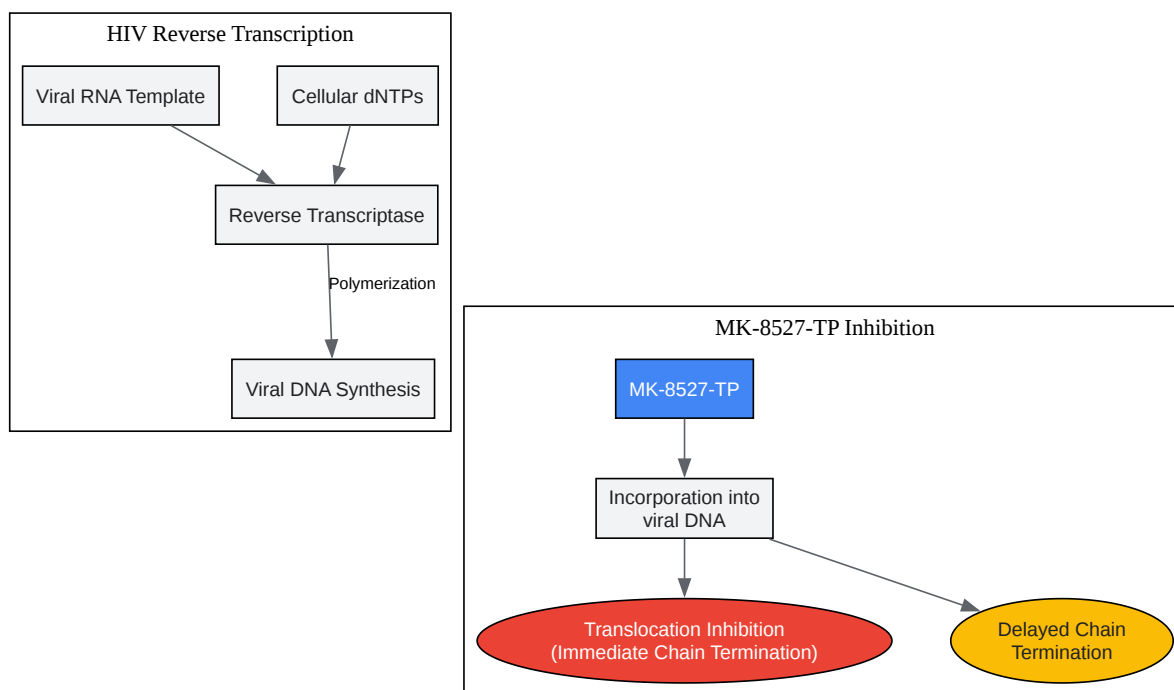 HIV Reverse Transcription
Viral RNA Template
Cellular dNTPs
Reverse Transcriptase
Polymerization
Viral DNA Synthesis
MK-8527-TP Inhibition
MK-8527-TP
Incorporation into
viral DNA
Translocation Inhibition
(Immediate Chain Termination)
Delayed Chain
Termination